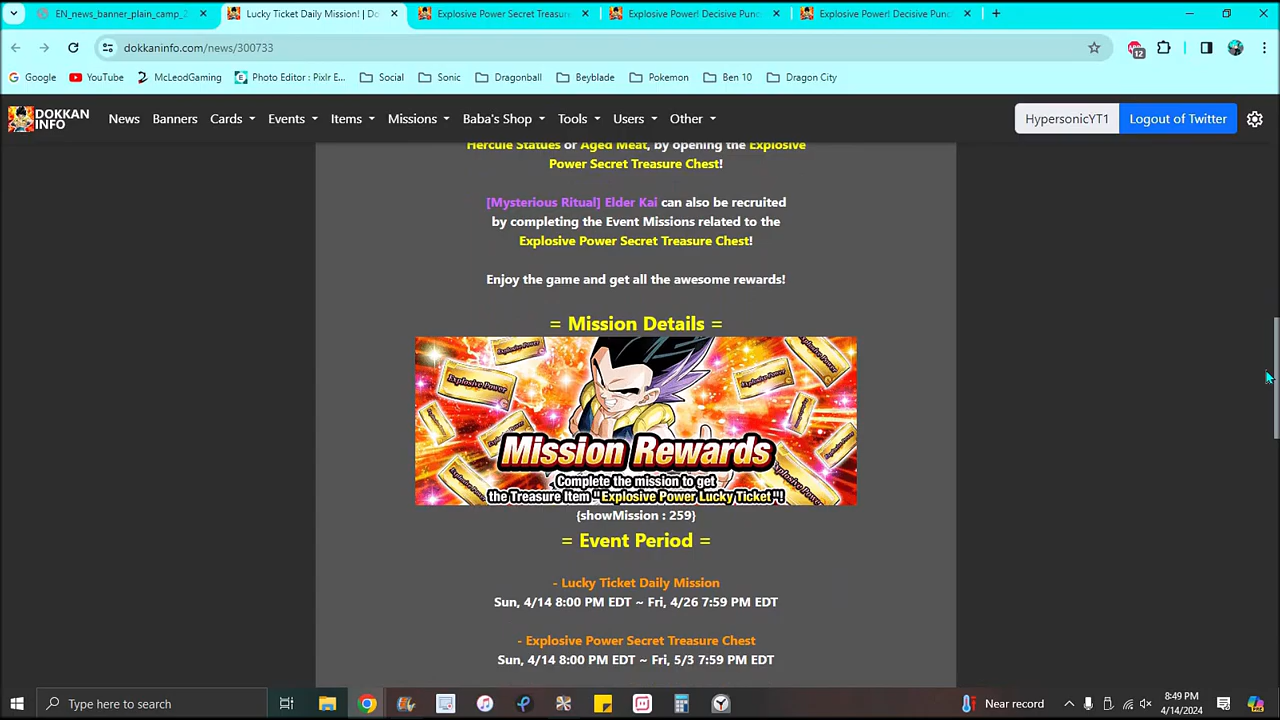 EN_news_banner_plain_camp_2
Lucky Ticket Daily Mission! | Do
Explosive Power Secret Treasure
Explosive Power! Decisive Punc
Explosive Power! Decisive Punc
dokkaninfo.com/news/300733
12
Google
YouTube
McLeodGaming
Photo Editor : Pixlr E...
Social
Sonic
Dragonball
Beyblade
Pokemon
Ben 10
Dragon City
DOKKAN
INFO
News
Banners
Cards
Events
Items
Missions
Baba's Shop
Tools
Users
Other
HypersonicYT1
Logout of Twitter
Hercule Statues or Aged Meat, by opening the Explosive
Power Secret Treasure Chest!
[Mysterious Ritual] Elder Kai can also be recruited
by completing the Event Missions related to the
Explosive Power Secret Treasure Chest!
Enjoy the game and get all the awesome rewards!
= Mission Details =
Explosive Power
Explosive Power
Mission Rewards
Complete the mission to get
the Treasure Item "Explosive Power Lucky Ticket"!
{showMission : 259}
= Event Period =
- Lucky Ticket Daily Mission
Sun, 4/14 8:00 PM EDT ~ Fri, 4/26 7:59 PM EDT
- Explosive Power Secret Treasure Chest
Sun, 4/14 8:00 PM EDT ~ Fri, 5/3 7:59 PM EDT
Type here to search
Near record
8:49 PM
4/14/2024